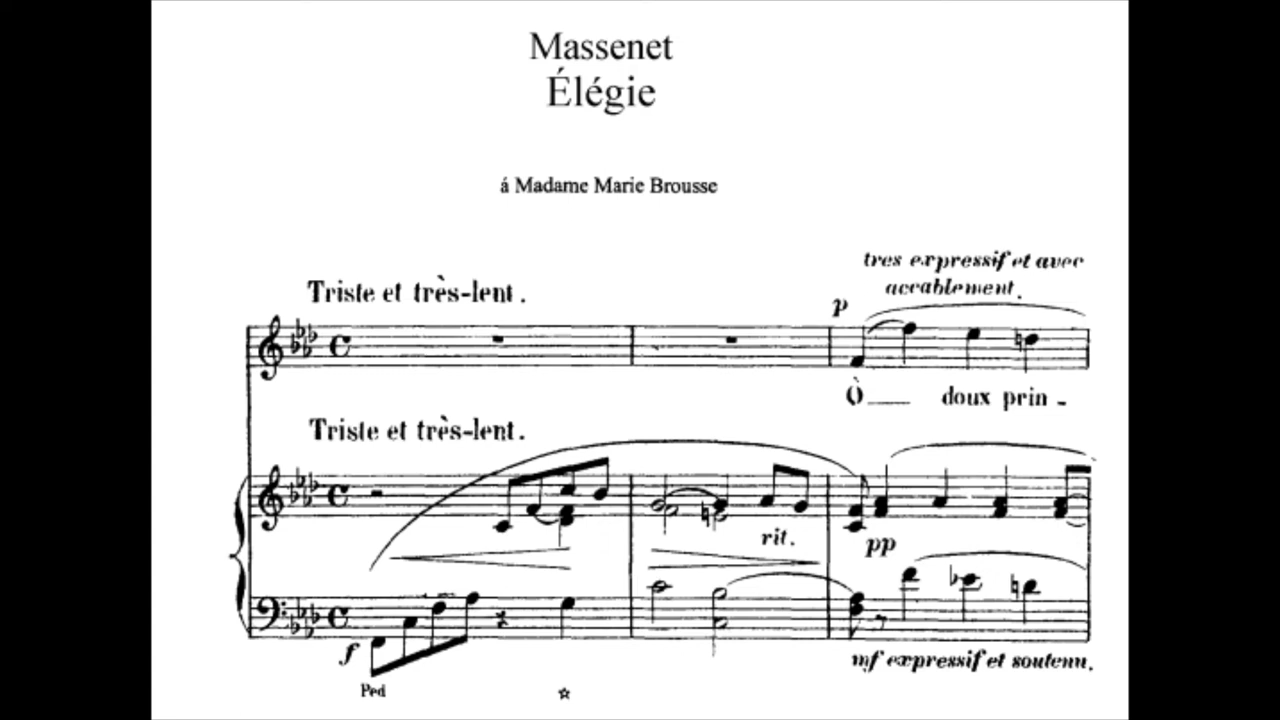 Massenet
Élégie
á Madame Marie Brousse
tres expressif et avec
accablement.
Triste et très-lent.
p
Ò doux prin -
Triste et très-lent.
rit.
pp
f
mf expressif et soutenu.
Ped